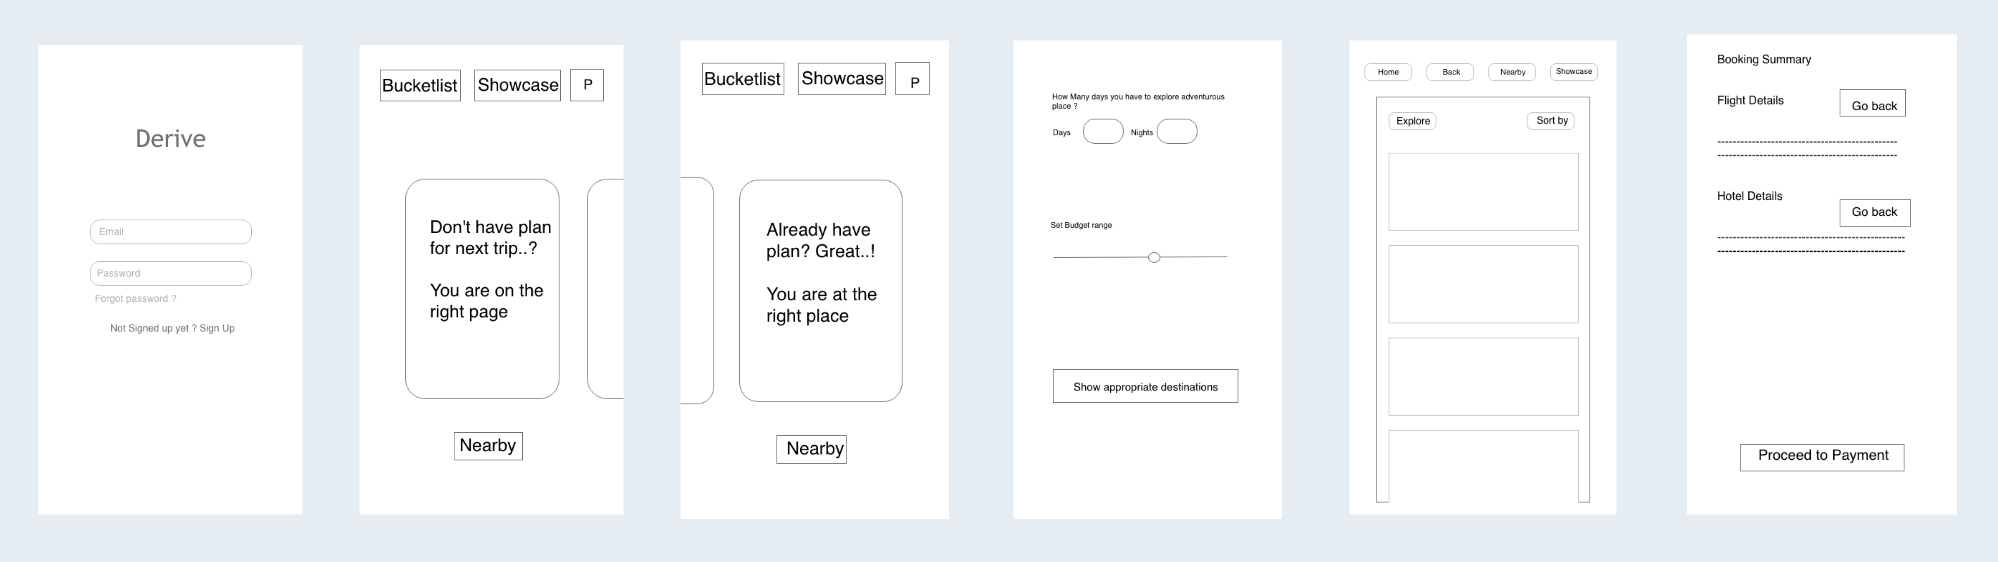 Derive
Email
Password
Forgot password ?
Not Signed up yet ? Sign Up
Bucketlist
Showcase
P
Don't have plan
for next trip..?
You are on the
right page
Nearby
Bucketlist
Showcase
P
Already have
plan? Great..!
You are at the
right place
Nearby
How Many days you have to explore adventurous
place ?
Days
Nights
Set Budget range
Show appropriate destinations
Home
Back
Nearby
Showcase
Explore
Sort by
Booking Summary
Flight Details
Go back
Hotel Details
Go back
Proceed to Payment